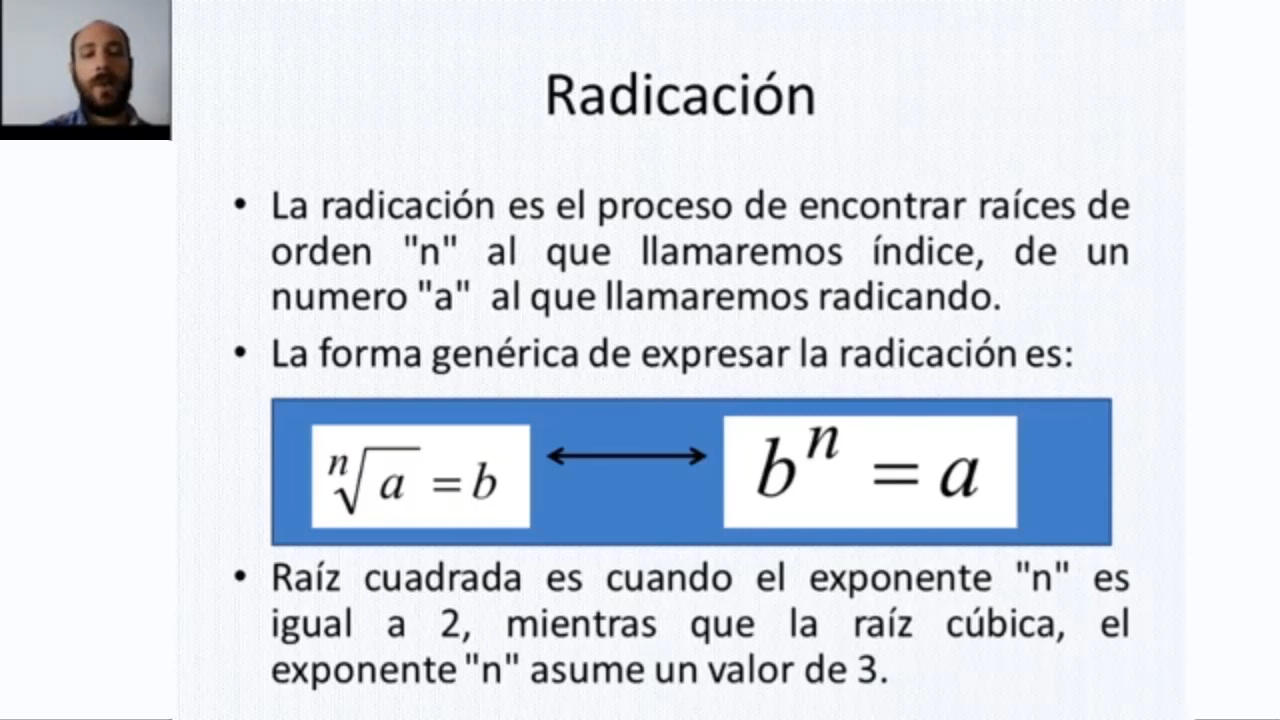 Radicación
• La radicación es el proceso de encontrar raíces de
orden "n" al que llamaremos índice, de un
numero "a" al que llamaremos radicando.
• La forma genérica de expresar la radicación es:
ⁿ√a = b ↔ bⁿ = a
• Raíz cuadrada es cuando el exponente "n" es
igual a 2, mientras que la raíz cúbica, el
exponente "n" asume un valor de 3.